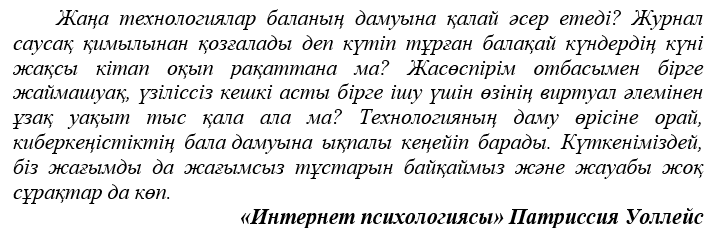 Жаңа технологиялар баланың дамуына қалай әсер етеді? Журнал
саусақ қимылынан қозғалады деп күтіп тұрған балақай күндердің күні
жақсы кітап оқып рақаттана ма? Жасөспірім отбасымен бірге
жаймашуақ, үзіліссіз кешкі асты бірге ішу үшін өзінің виртуал әлемінен
ұзақ уақыт тыс қала ала ма? Технологияның даму өрісіне орай,
киберкеңістіктің бала дамуына ықпалы кеңейіп барады. Күткеніміздей,
біз жағымды да жағымсыз тұстарын байқаймыз және жауабы жоқ
сұрақтар да көп.
«Интернет психологиясы» Патриссия Уоллейс